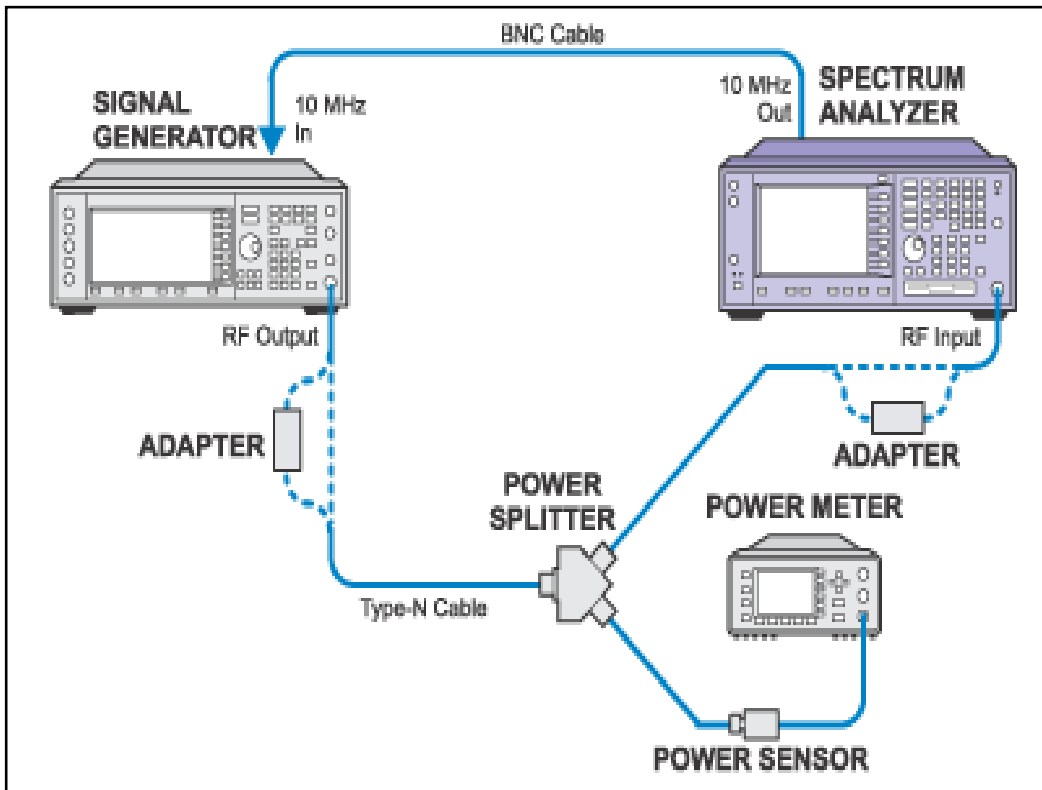 BNC Cable
SIGNAL
GENERATOR
10 MHz
In
10 MHz
Out
SPECTRUM
ANALYZER
RF Output
RF Input
ADAPTER
ADAPTER
POWER
SPLITTER
POWER METER
Type-N Cable
POWER SENSOR